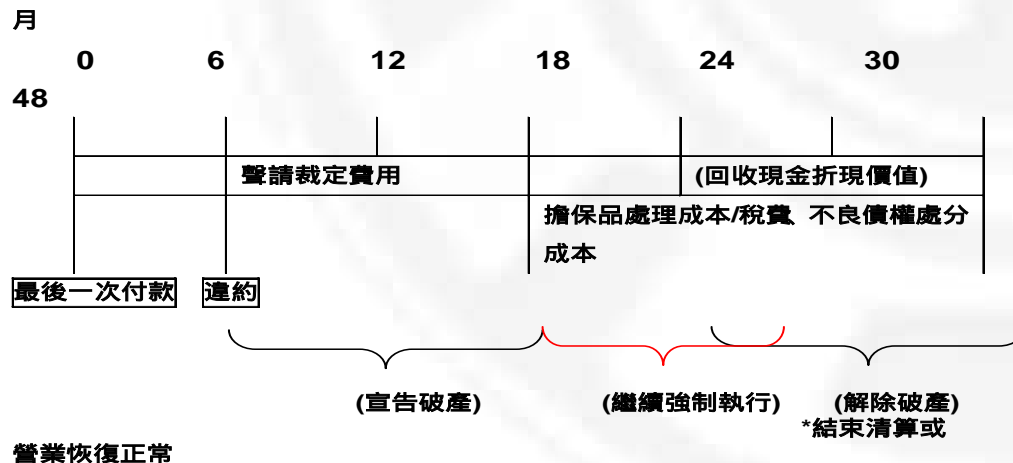 月
0 6 12 18 24 30
48
聲請裁定費用 (回收現金折現價值)
擔保品處理成本/稅費、不良債權處分
成本
最後一次付款 違約
(宣告破產) (繼續強制執行) (解除破產)
*結束清算或
營業恢復正常